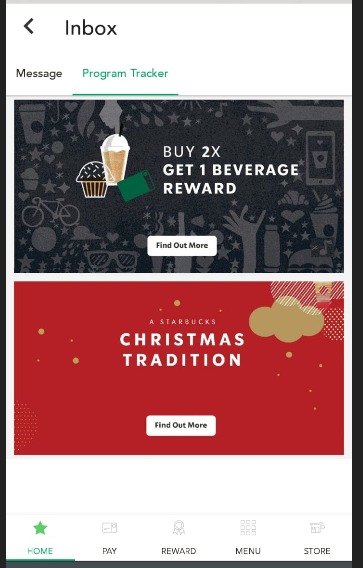 Inbox
Message Program Tracker
BUY 2X
GET 1 BEVERAGE
REWARD
Find Out More
A STARBUCKS
CHRISTMAS
TRADITION
Find Out More
HOME PAY REWARD MENU STORE